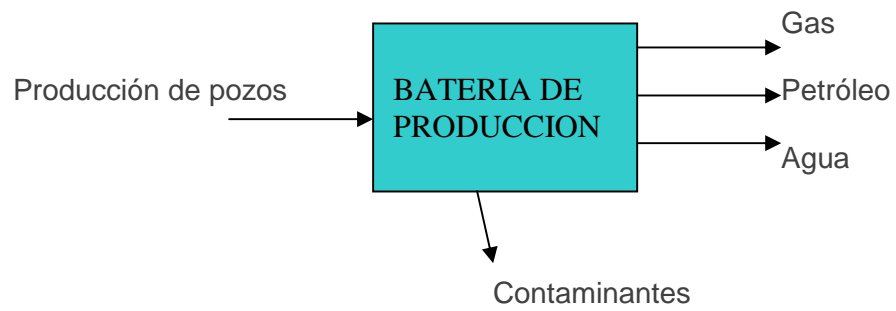 Gas
Producción de pozos
BATERIA DE
PRODUCCION
Petróleo
Agua
Contaminantes